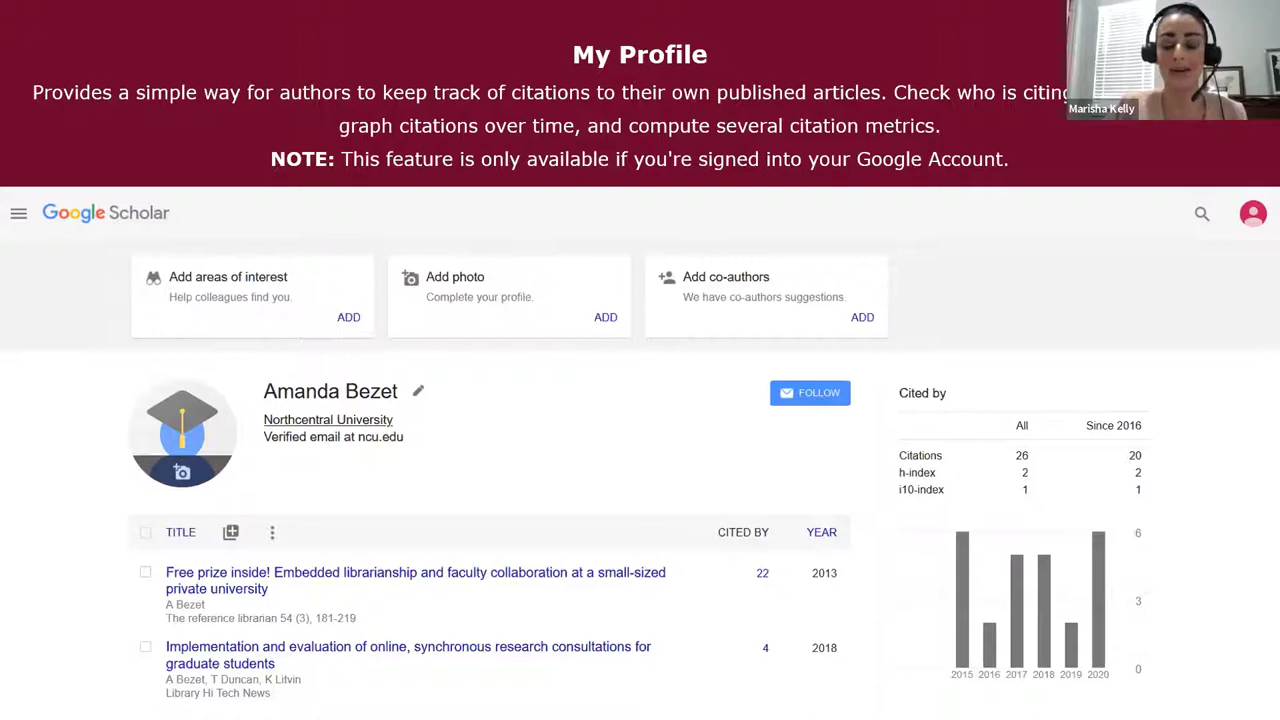 My Profile
Provides a simple way for authors to keep track of citations to their own published articles. Check who is citing
graph citations over time, and compute several citation metrics.
NOTE: This feature is only available if you're signed into your Google Account.
Marisha Kelly
Google Scholar
Add areas of interest
Help colleagues find you.
ADD
Add photo
Complete your profile.
ADD
Add co-authors
We have co-authors suggestions.
ADD
Amanda Bezet
Northcentral University
Verified email at ncu.edu
FOLLOW
TITLE CITED BY YEAR
Free prize inside! Embedded librarianship and faculty collaboration at a small-sized 22 2013
private university
A Bezet
The reference librarian 54 (3), 181-219
Implementation and evaluation of online, synchronous research consultations for 4 2018
graduate students
A Bezet, T Duncan, K Litvin
Library Hi Tech News
Cited by
All Since 2016
Citations 26 20
h-index 2 2
i10-index 1 1
6
3
0
2015 2016 2017 2018 2019 2020